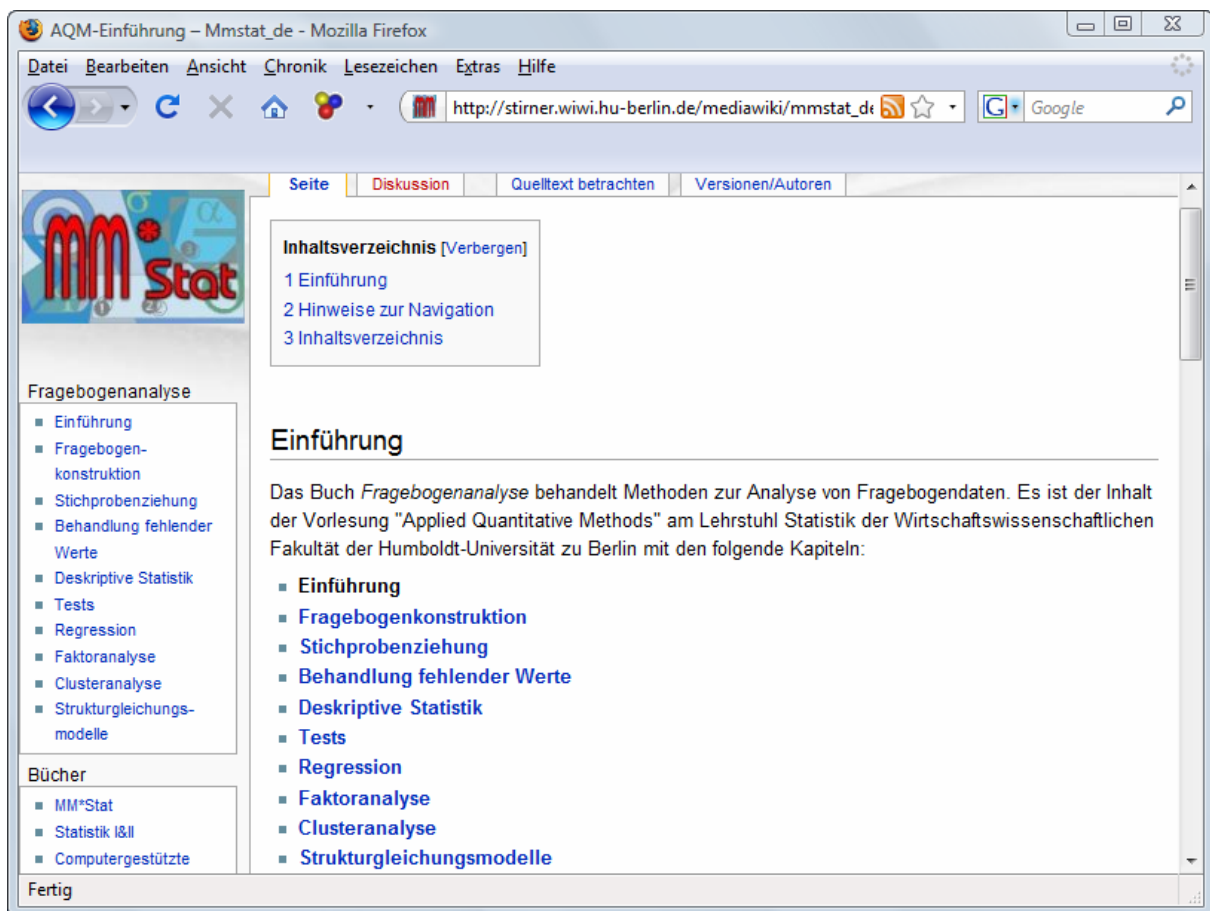 AQM-Einführung – Mmstat_de - Mozilla Firefox
Datei Bearbeiten Ansicht Chronik Lesezeichen Extras Hilfe
http://stirner.wiwi.hu-berlin.de/mediawiki/mmstat_de
G Google
Seite Diskussion Quelltext betrachten Versionen/Autoren
MM*Stat
Inhaltsverzeichnis [Verbergen]
1 Einführung
2 Hinweise zur Navigation
3 Inhaltsverzeichnis
Fragebogenanalyse
Einführung
Fragebogen-
konstruktion
Stichprobenziehung
Behandlung fehlender
Werte
Deskriptive Statistik
Tests
Regression
Faktoranalyse
Clusteranalyse
Strukturgleichungs-
modelle
Bücher
MM*Stat
Statistik I&II
Computergestützte
Einführung
Das Buch Fragebogenanalyse behandelt Methoden zur Analyse von Fragebogendaten. Es ist der Inhalt
der Vorlesung "Applied Quantitative Methods" am Lehrstuhl Statistik der Wirtschaftswissenschaftlichen
Fakultät der Humboldt-Universität zu Berlin mit den folgende Kapiteln:
Einführung
Fragebogenkonstruktion
Stichprobenziehung
Behandlung fehlender Werte
Deskriptive Statistik
Tests
Regression
Faktoranalyse
Clusteranalyse
Strukturgleichungsmodelle
Fertig